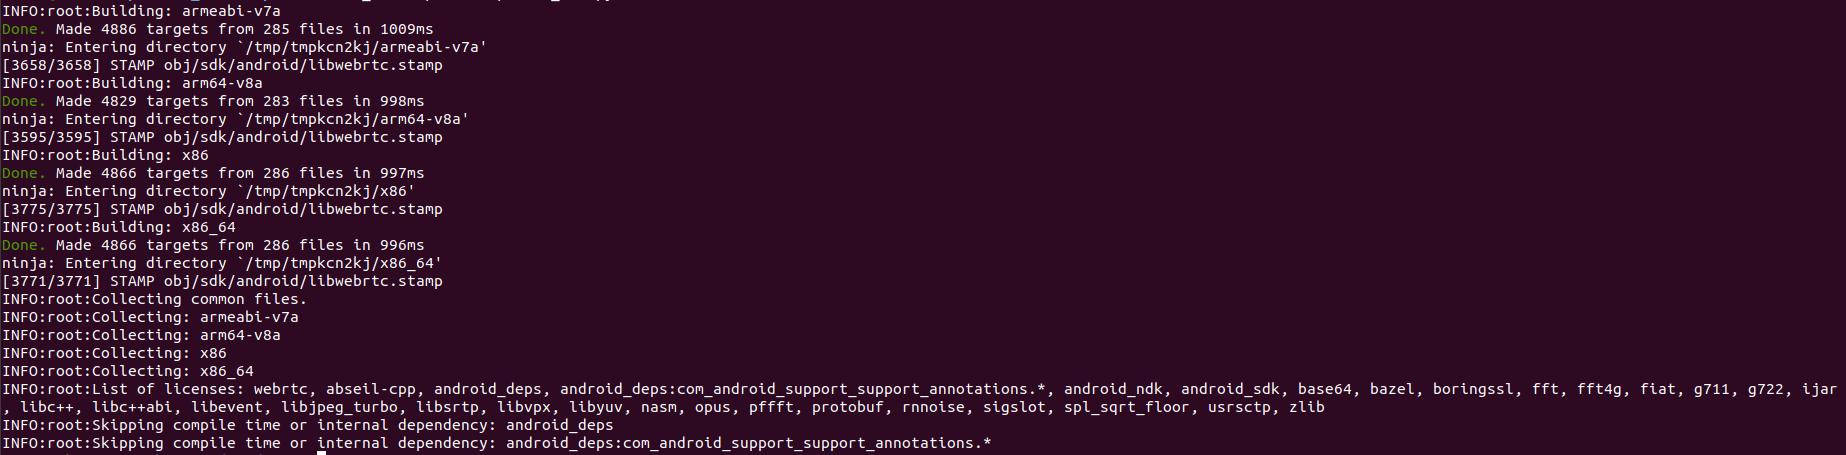 INFO:root:Building: armeabi-v7a
Done. Made 4886 targets from 285 files in 1009ms
ninja: Entering directory `/tmp/tmpkcn2kj/armeabi-v7a'
[3658/3658] STAMP obj/sdk/android/libwebrtc.stamp
INFO:root:Building: arm64-v8a
Done. Made 4829 targets from 283 files in 998ms
ninja: Entering directory `/tmp/tmpkcn2kj/arm64-v8a'
[3595/3595] STAMP obj/sdk/android/libwebrtc.stamp
INFO:root:Building: x86
Done. Made 4866 targets from 286 files in 997ms
ninja: Entering directory `/tmp/tmpkcn2kj/x86'
[3775/3775] STAMP obj/sdk/android/libwebrtc.stamp
INFO:root:Building: x86_64
Done. Made 4866 targets from 286 files in 996ms
ninja: Entering directory `/tmp/tmpkcn2kj/x86_64'
[3771/3771] STAMP obj/sdk/android/libwebrtc.stamp
INFO:root:Collecting common files.
INFO:root:Collecting: armeabi-v7a
INFO:root:Collecting: arm64-v8a
INFO:root:Collecting: x86
INFO:root:Collecting: x86_64
INFO:root:List of licenses: webrtc, abseil-cpp, android_deps, android_deps:com_android_support_support_annotations.*, android_ndk, android_sdk, base64, bazel, boringssl, fft, fft4g, fiat, g711, g722, ijar
, libc++, libc++abi, libevent, libjpeg_turbo, libsrtp, libvpx, libyuv, nasm, opus, pffft, protobuf, rnnoise, sigslot, spl_sqrt_floor, usrsctp, zlib
INFO:root:Skipping compile time or internal dependency: android_deps
INFO:root:Skipping compile time or internal dependency: android_deps:com_android_support_support_annotations.*